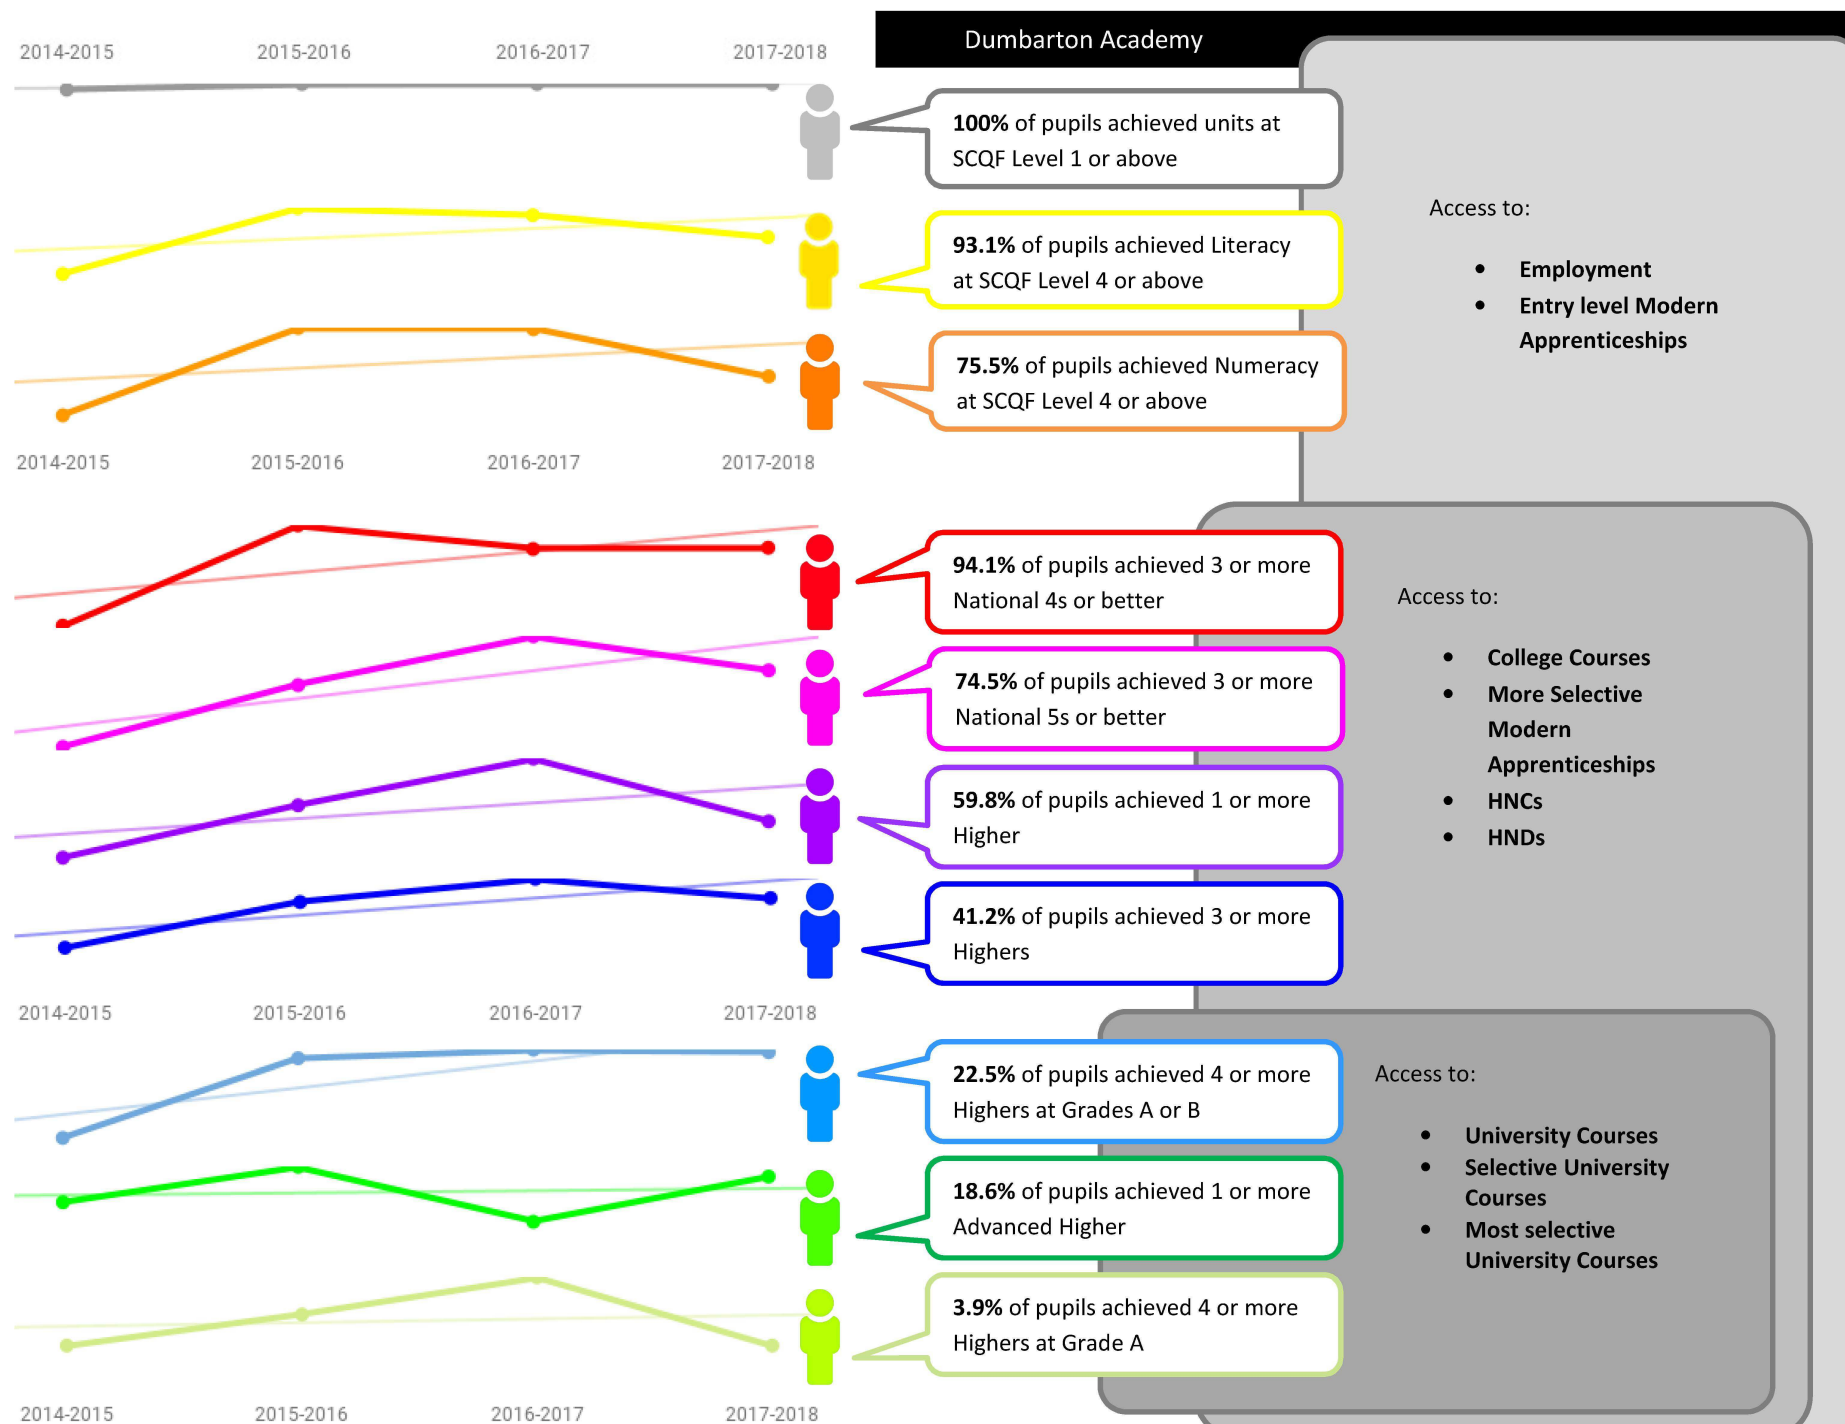 Dumbarton Academy
2014-2015 2015-2016 2016-2017 2017-2018
100% of pupils achieved units at
SCQF Level 1 or above
93.1% of pupils achieved Literacy
at SCQF Level 4 or above
75.5% of pupils achieved Numeracy
at SCQF Level 4 or above
Access to:
• Employment
• Entry level Modern
Apprenticeships
2014-2015 2015-2016 2016-2017 2017-2018
94.1% of pupils achieved 3 or more
National 4s or better
74.5% of pupils achieved 3 or more
National 5s or better
59.8% of pupils achieved 1 or more
Higher
41.2% of pupils achieved 3 or more
Highers
Access to:
• College Courses
• More Selective
Modern
Apprenticeships
• HNCs
• HNDs
2014-2015 2015-2016 2016-2017 2017-2018
22.5% of pupils achieved 4 or more
Highers at Grades A or B
18.6% of pupils achieved 1 or more
Advanced Higher
3.9% of pupils achieved 4 or more
Highers at Grade A
Access to:
• University Courses
• Selective University
Courses
• Most selective
University Courses
2014-2015 2015-2016 2016-2017 2017-2018